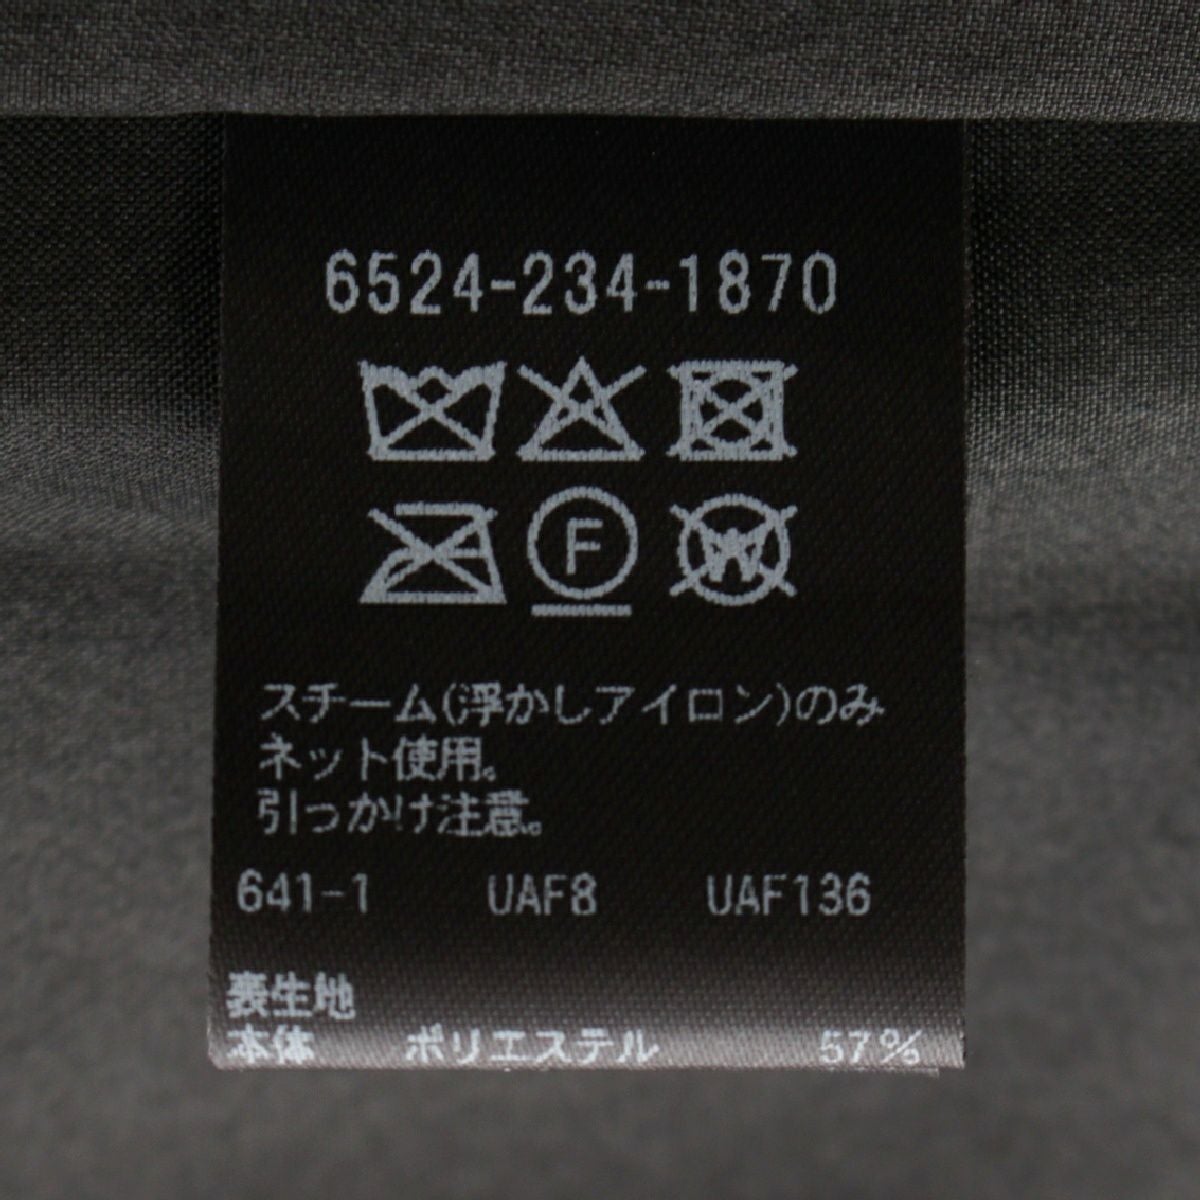 6524-234-1870
F
W
スチーム(浮かしアイロン)のみ
ネット使用。
引っかけ注意。
641-1 UAF8 UAF136
表生地
本体 ポリエステル 57%